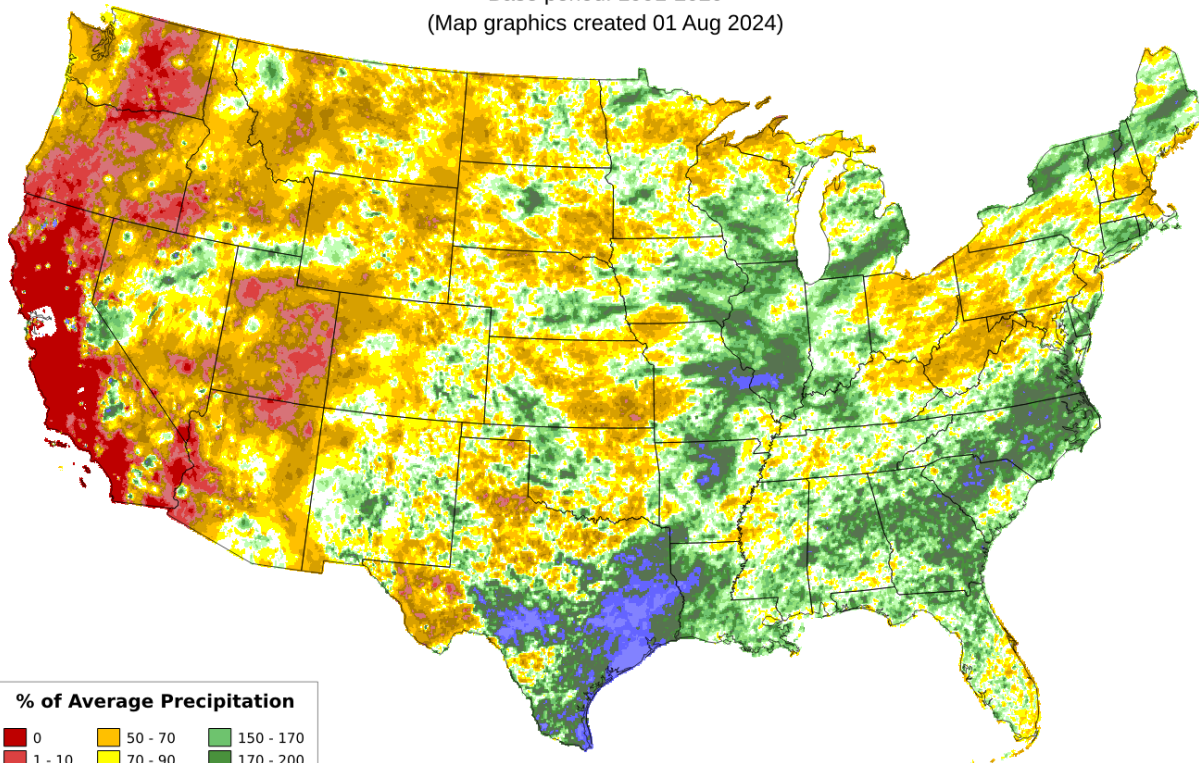 (Map graphics created 01 Aug 2024)
% of Average Precipitation
0
50 - 70
150 - 170
1 - 10
70 - 90
170 - 200